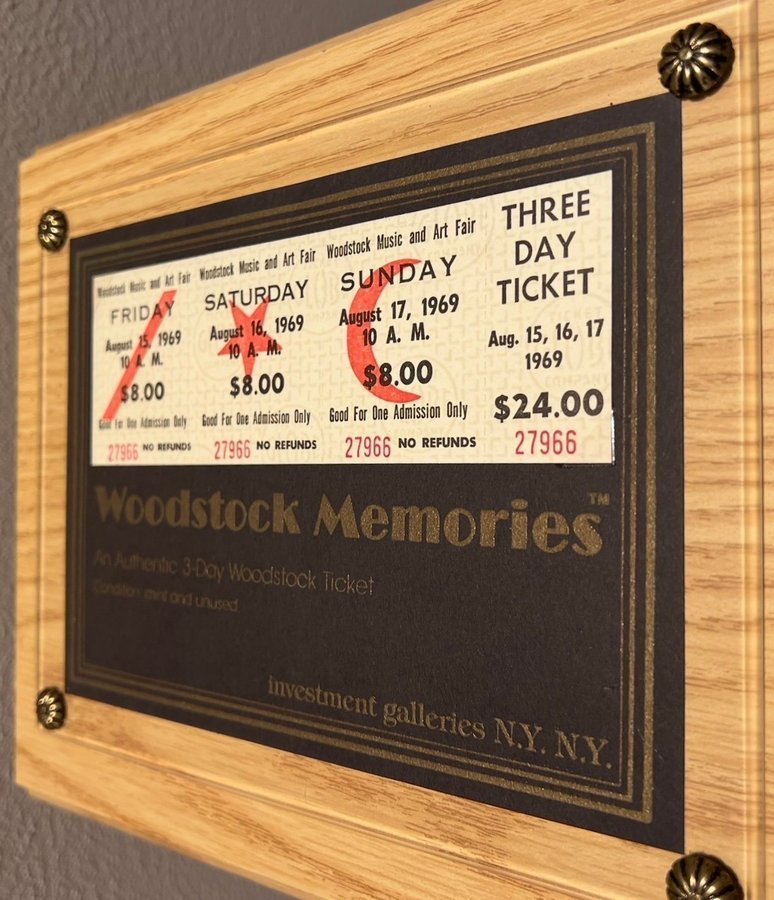 Woodstock Music and Art Fair
FRIDAY
August 15, 1969
10 A. M.
$8.00
Good For One Admission Only
27966 NO REFUNDS
Woodstock Music and Art Fair
SATURDAY
August 16, 1969
10 A. M.
$8.00
Good For One Admission Only
27966 NO REFUNDS
Woodstock Music and Art Fair
SUNDAY
August 17, 1969
10 A. M.
$8.00
Good For One Admission Only
27966 NO REFUNDS
THREE
DAY
TICKET
Aug. 15, 16, 17
1969
$24.00
27966
Woodstock Memories™
An Authentic 3-Day Woodstock Ticket
Condition: mint and unused
investment galleries N.Y. N.Y.